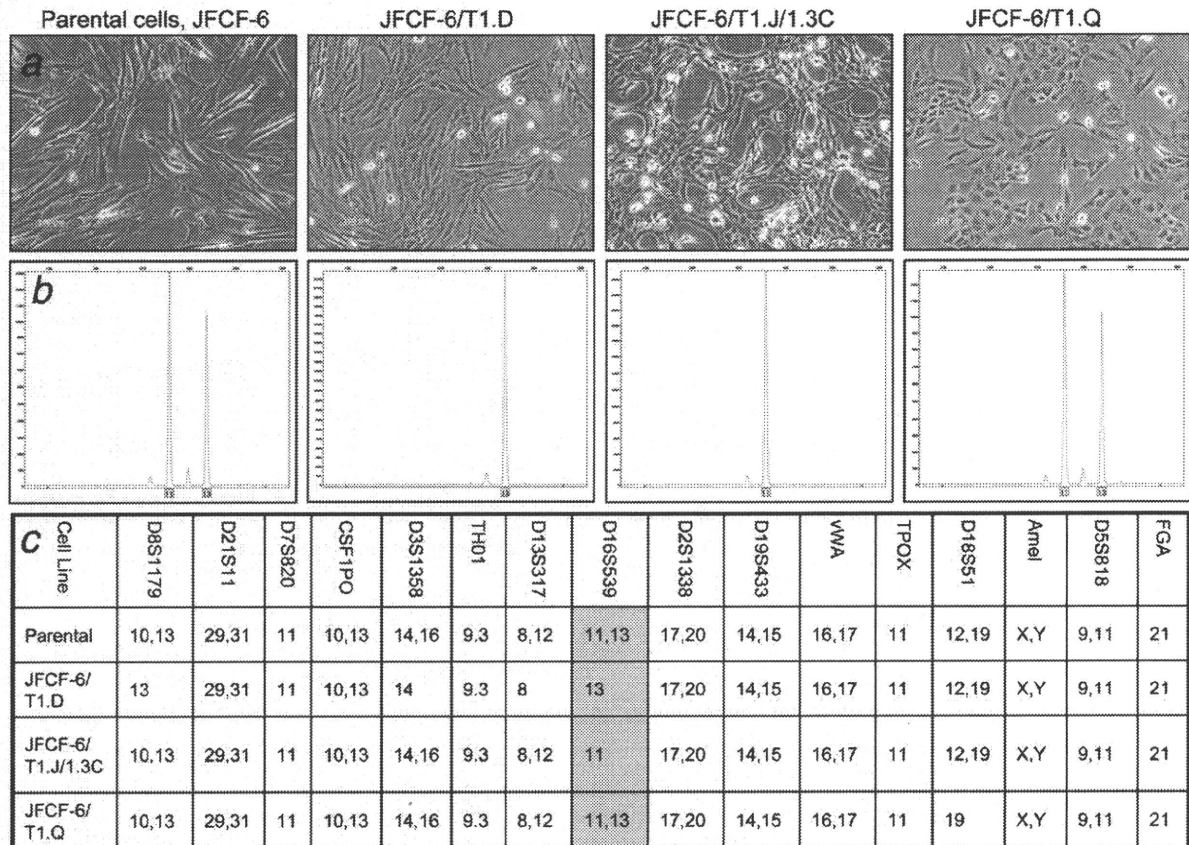 Parental cells, JFCF-6 JFCF-6/T1.D JFCF-6/T1.J/1.3C JFCF-6/T1.Q
a
b
c
Cell Line D8S1179 D21S11 D7S820 CSF1PO D3S1358 TH01 D13S317 D16S539 D2S1338 D19S433 vWA TPOX D18S51 Amel D5S818 FGA
Parental 10,13 29,31 11 10,13 14,16 9.3 8,12 11,13 17,20 14,15 16,17 11 12,19 X,Y 9,11 21
JFCF-6/
T1.D 13 29,31 11 10,13 14 9.3 8 13 17,20 14,15 16,17 11 12,19 X,Y 9,11 21
JFCF-6/
T1.J/1.3C 10,13 29,31 11 10,13 14,16 9.3 8,12 11 17,20 14,15 16,17 11 12,19 X,Y 9,11 21
JFCF-6/
T1.Q 10,13 29,31 11 10,13 14,16 9.3 8,12 11,13 17,20 14,15 16,17 11 19 X,Y 9,11 21